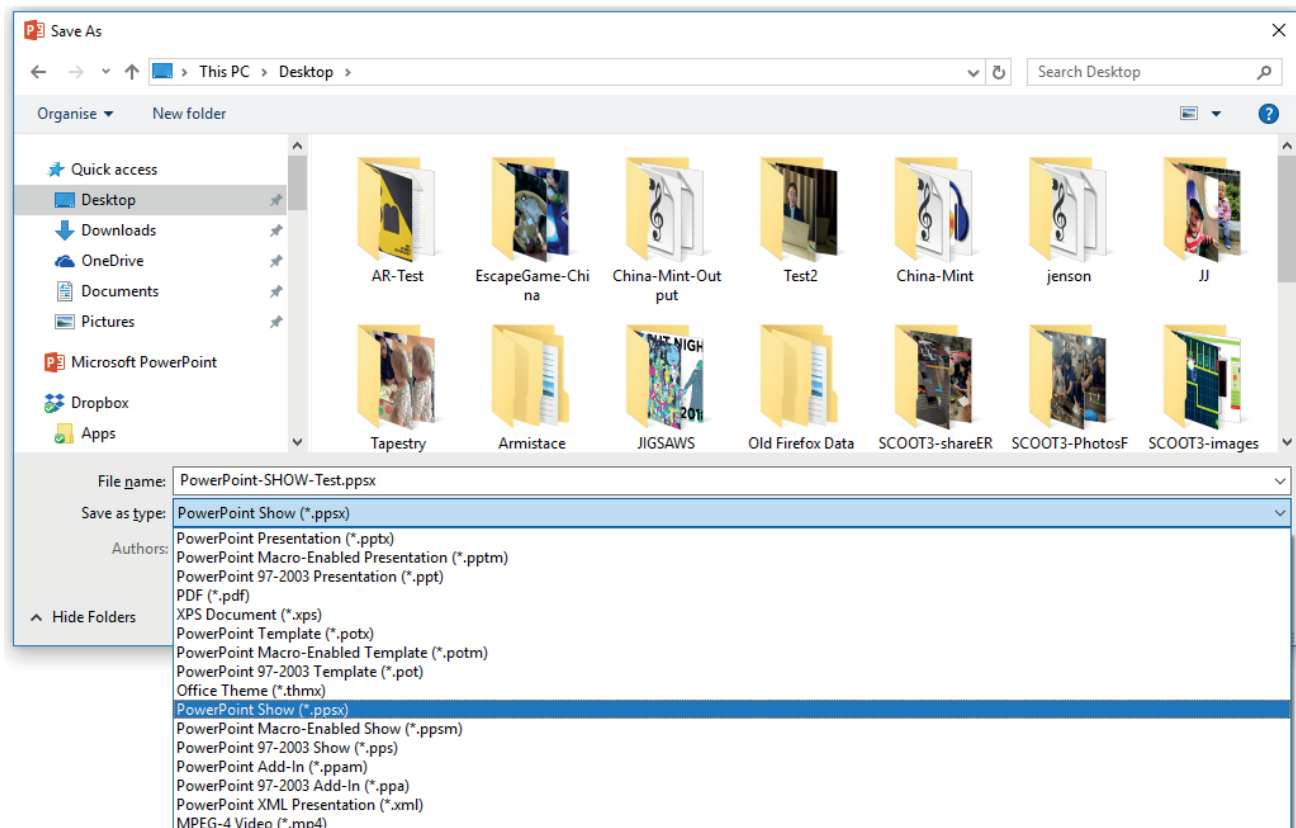 Save As
This PC > Desktop >
Search Desktop
Organise
New folder
Quick access
Desktop
Downloads
OneDrive
Documents
Pictures
Microsoft PowerPoint
Dropbox
Apps
AR-Test
EscapeGame-Chi
na
China-Mint-Out
put
Test2
China-Mint
jenson
JJ
Tapestry
Armistace
JIGSAWS
Old Firefox Data
SCOOT3-shareER
SCOOT3-PhotosF
SCOOT3-images
File name: PowerPoint-SHOW-Test.ppsx
Save as type: PowerPoint Show (*.ppsx)
Authors:
Hide Folders
PowerPoint Presentation (*.pptx)
PowerPoint Macro-Enabled Presentation (*.pptm)
PowerPoint 97-2003 Presentation (*.ppt)
PDF (*.pdf)
XPS Document (*.xps)
PowerPoint Template (*.potx)
PowerPoint Macro-Enabled Template (*.potm)
PowerPoint 97-2003 Template (*.pot)
Office Theme (*.thmx)
PowerPoint Show (*.ppsx)
PowerPoint Macro-Enabled Show (*.ppsm)
PowerPoint 97-2003 Show (*.pps)
PowerPoint Add-In (*.ppam)
PowerPoint 97-2003 Add-In (*.ppa)
PowerPoint XML Presentation (*.xml)
MPEG-4 Video (*.mp4)